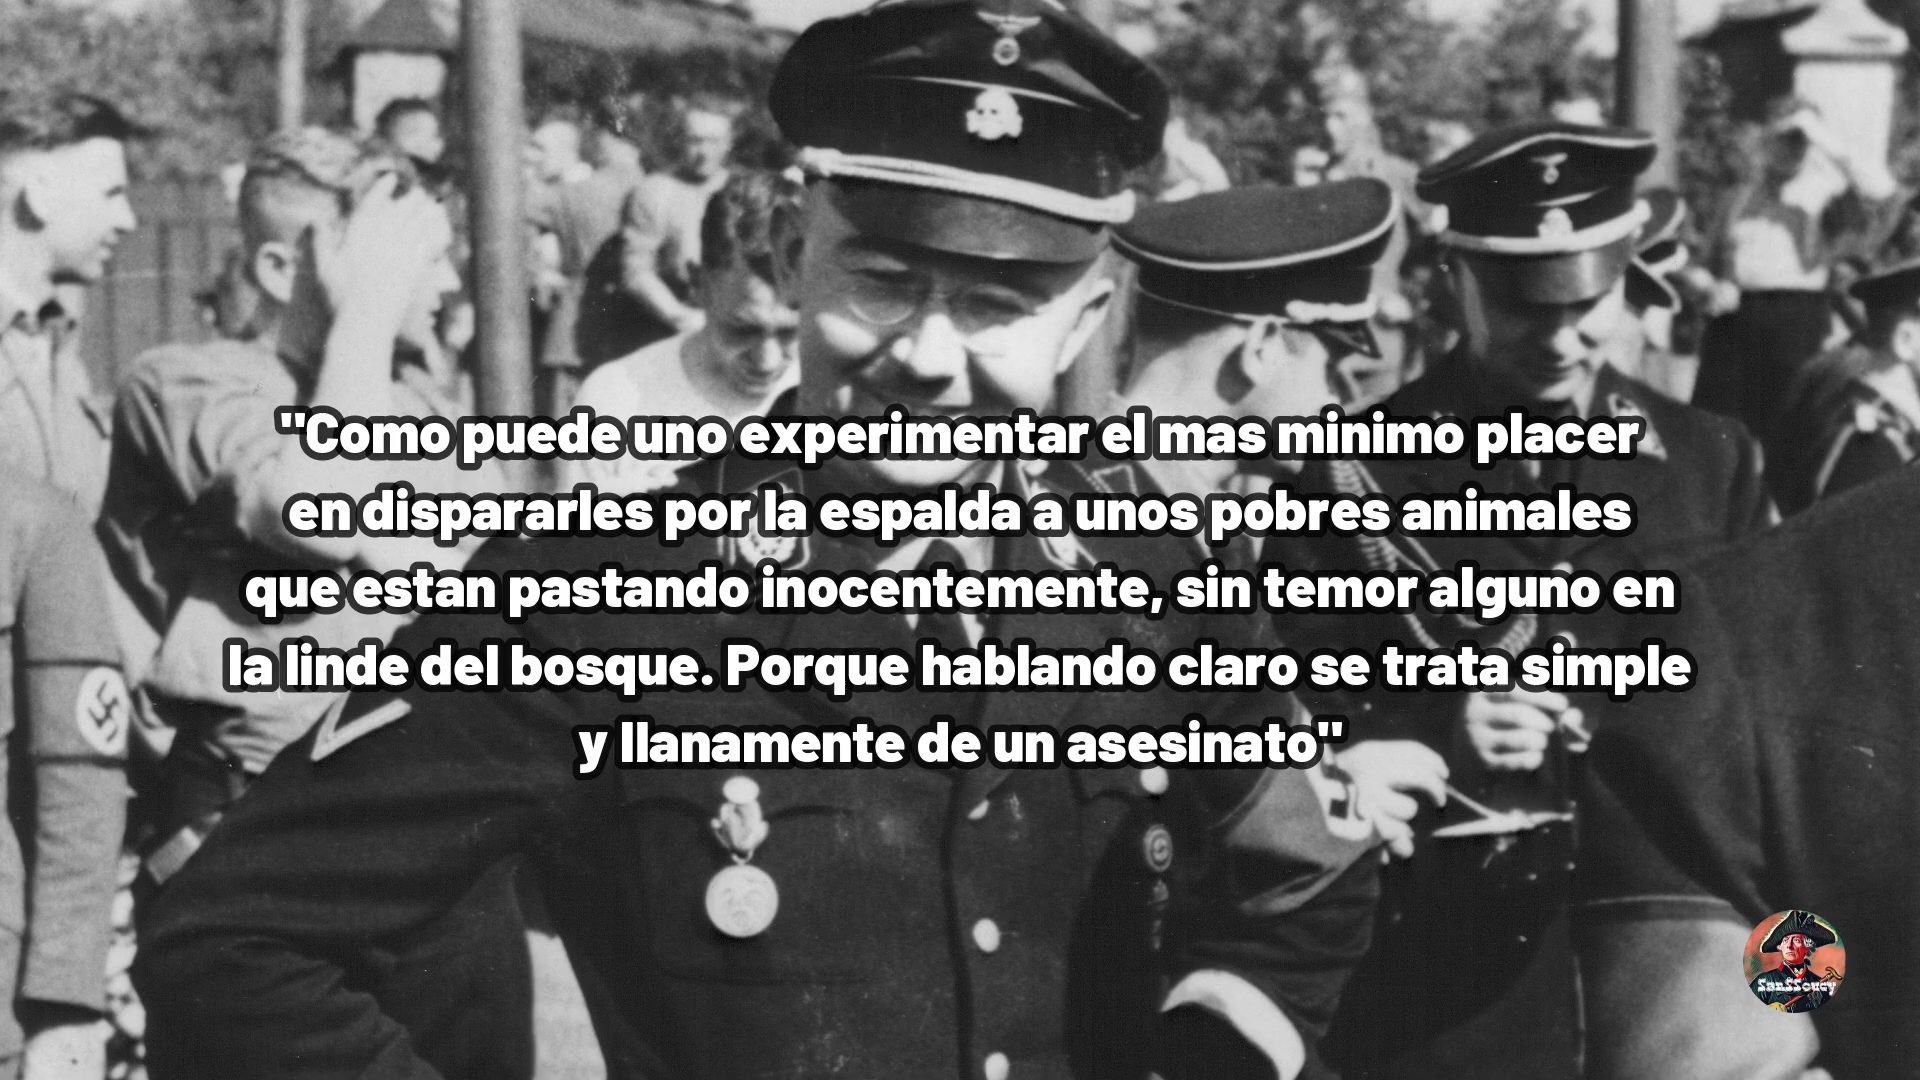 "Como puede uno experimentar el mas minimo placer
en dispararles por la espalda a unos pobres animales
que estan pastando inocentemente, sin temor alguno en
la linde del bosque. Porque hablando claro se trata simple
y llanamente de un asesinato"
SanSSoucy